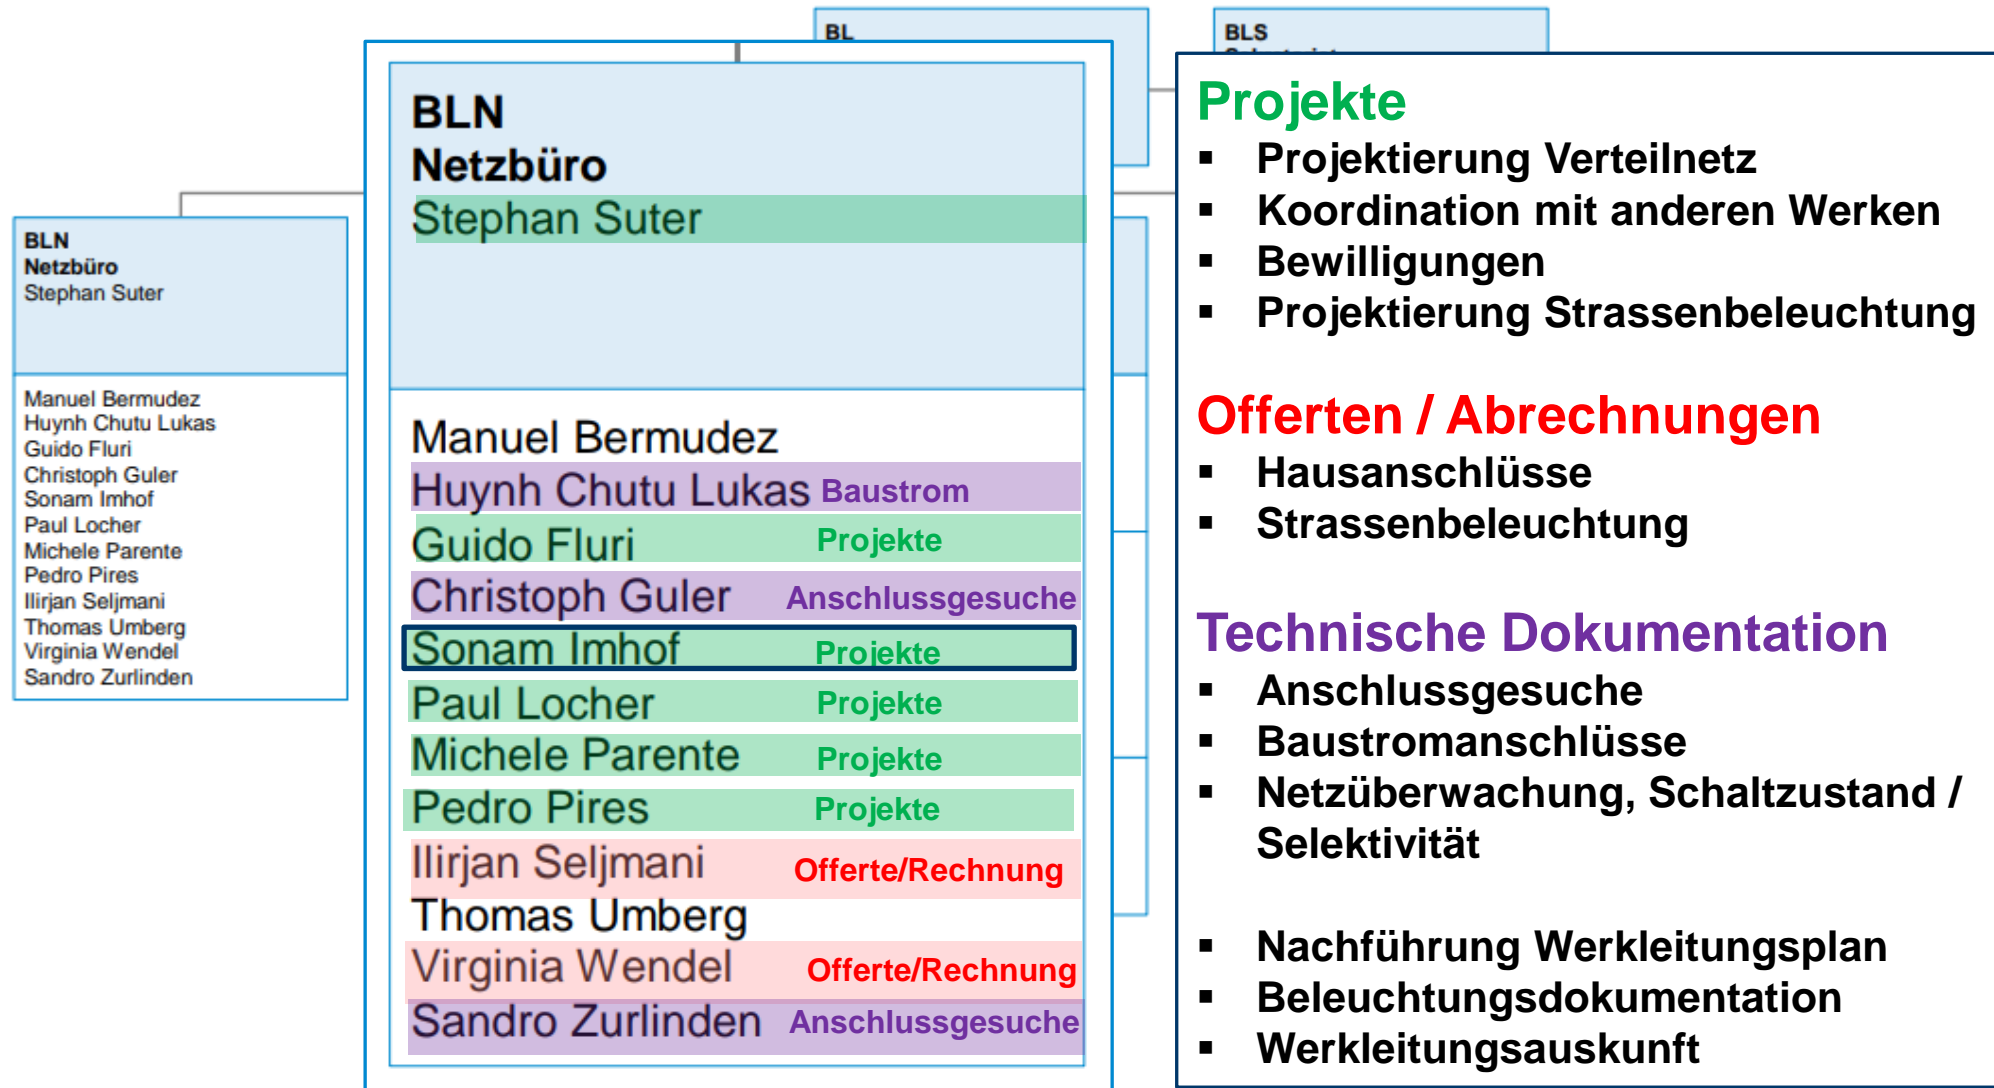 BL
BLS
BLN
Netzbüro
Stephan Suter
Manuel Bermudez
Huynh Chutu Lukas
Guido Fluri
Christoph Guler
Sonam Imhof
Paul Locher
Michele Parente
Pedro Pires
Ilirjan Seljmani
Thomas Umberg
Virginia Wendel
Sandro Zurlinden
BLN
Netzbüro
Stephan Suter
Manuel Bermudez
Huynh Chutu Lukas Baustrom
Guido Fluri Projekte
Christoph Guler Anschlussgesuche
Sonam Imhof Projekte
Paul Locher Projekte
Michele Parente Projekte
Pedro Pires Projekte
Ilirjan Seljmani Offerte/Rechnung
Thomas Umberg
Virginia Wendel Offerte/Rechnung
Sandro Zurlinden Anschlussgesuche
Projekte
▪ Projektierung Verteilnetz
▪ Koordination mit anderen Werken
▪ Bewilligungen
▪ Projektierung Strassenbeleuchtung
Offerten / Abrechnungen
▪ Hausanschlüsse
▪ Strassenbeleuchtung
Technische Dokumentation
▪ Anschlussgesuche
▪ Baustromanschlüsse
▪ Netzüberwachung, Schaltzustand /
Selektivität
▪ Nachführung Werkleitungsplan
▪ Beleuchtungsdokumentation
▪ Werkleitungsauskunft